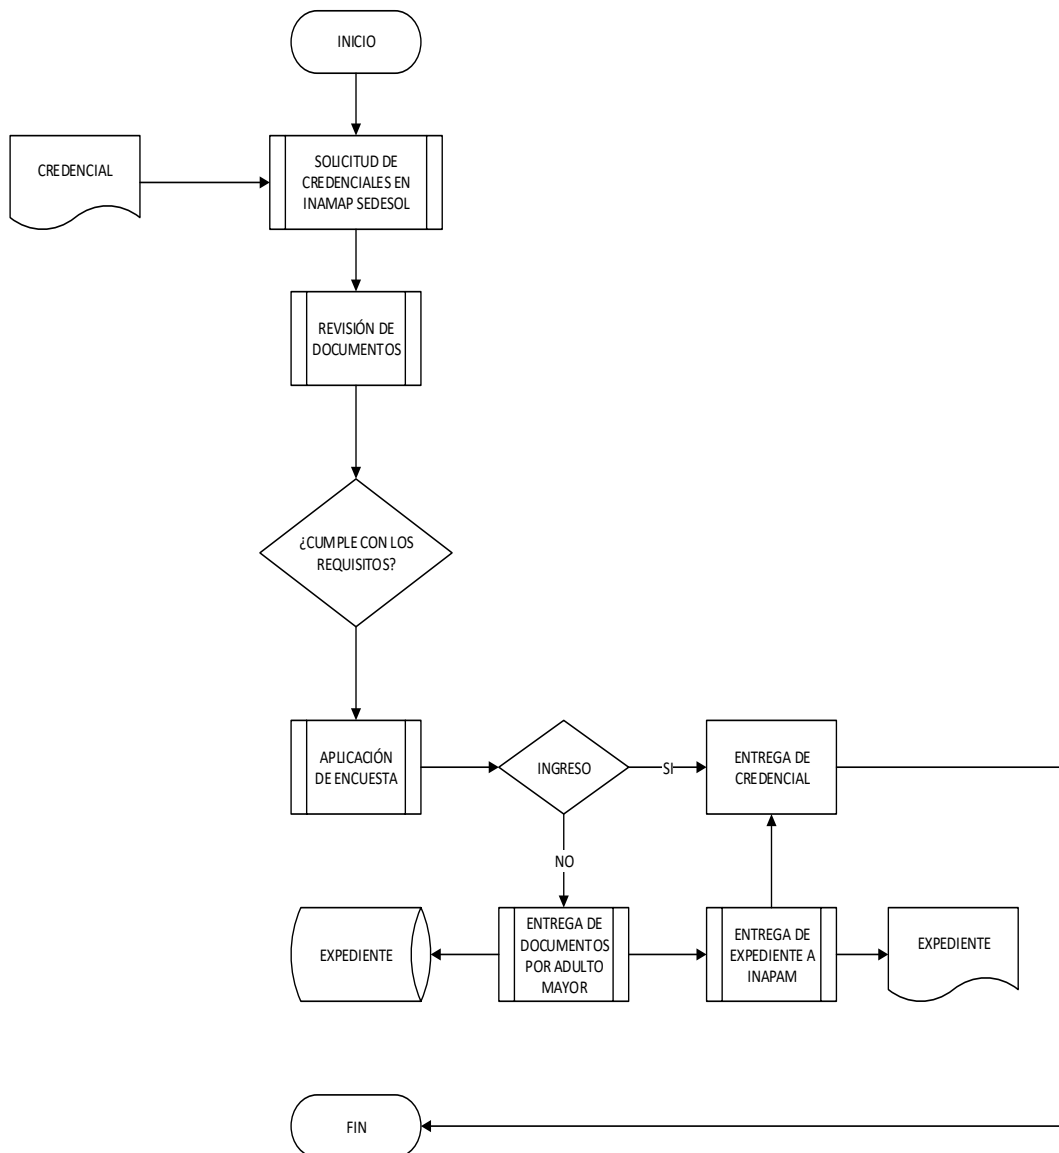 INICIO
CREDENCIAL
SOLICITUD DE
CREDENCIALES EN
INAMAP SEDESOL
REVISIÓN DE
DOCUMENTOS
¿CUMPLE CON LOS
REQUISITOS?
APLICACIÓN
DE ENCUESTA
INGRESO
SI
ENTREGA DE
CREDENCIAL
NO
EXPEDIENTE
ENTREGA DE
DOCUMENTOS
POR ADULTO
MAYOR
ENTREGA DE
EXPEDIENTE A
INAPAM
EXPEDIENTE
FIN